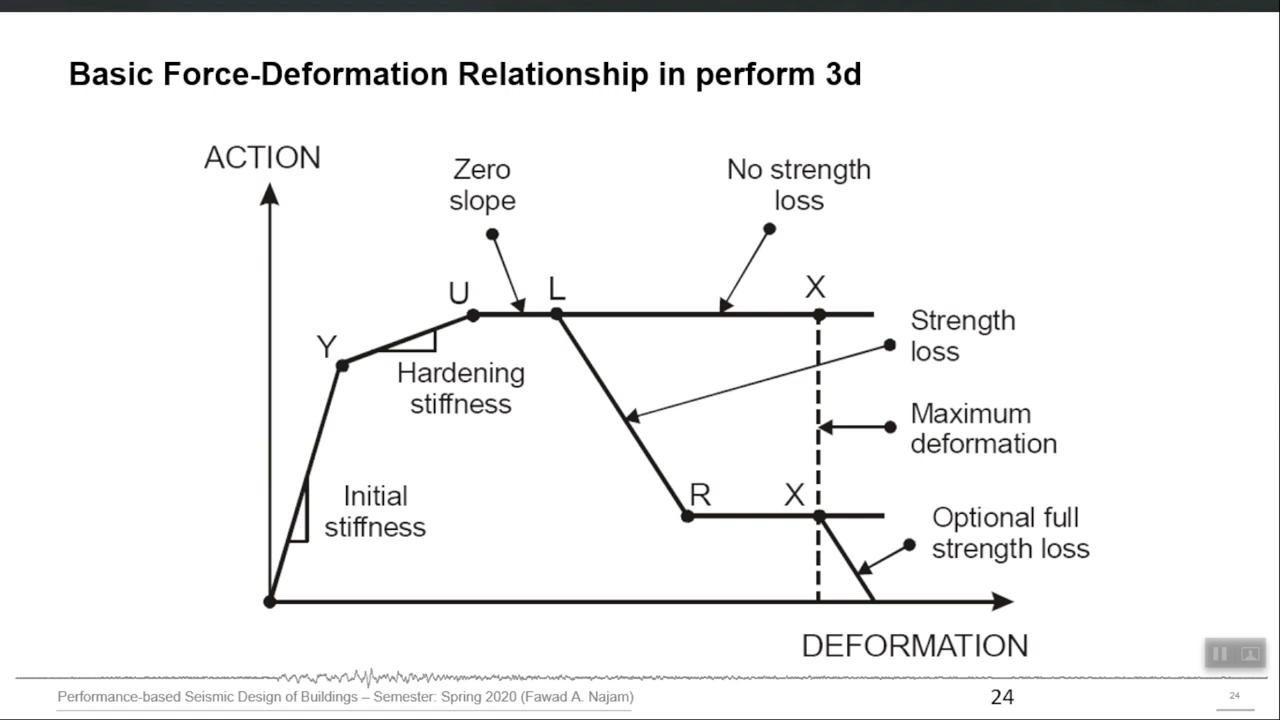 Basic Force-Deformation Relationship in perform 3d
ACTION
Zero
slope
No strength
loss
U
L
X
Y
Strength
loss
Hardening
stiffness
Maximum
deformation
Initial
stiffness
R
X
Optional full
strength loss
DEFORMATION
Performance-based Seismic Design of Buildings – Semester: Spring 2020 (Fawad A. Najam)
24
24